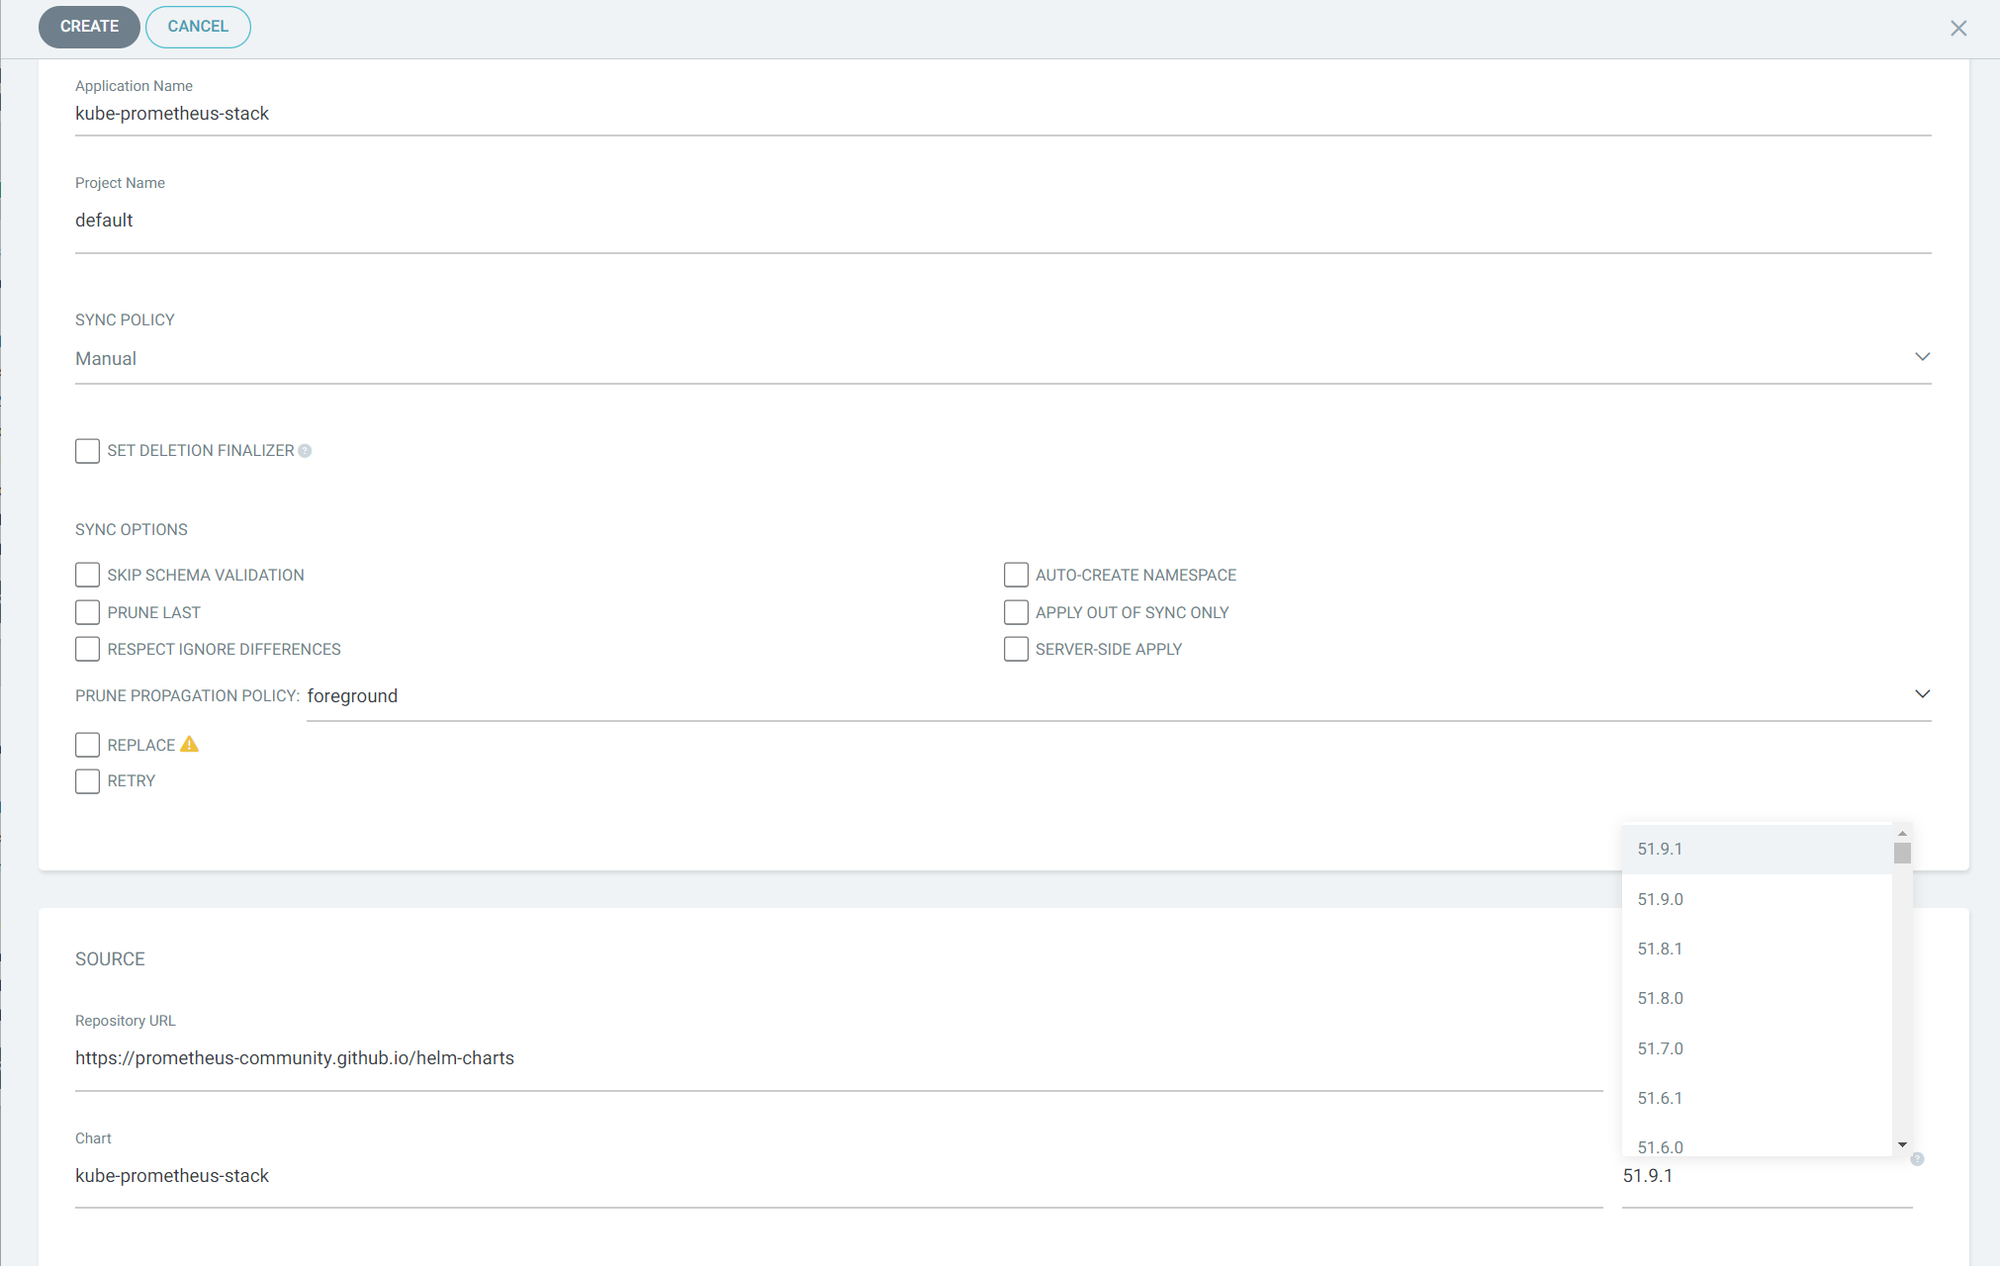 CREATE CANCEL
Application Name
kube-prometheus-stack
Project Name
default
SYNC POLICY
Manual
SET DELETION FINALIZER ?
SYNC OPTIONS
SKIP SCHEMA VALIDATION AUTO-CREATE NAMESPACE
PRUNE LAST APPLY OUT OF SYNC ONLY
RESPECT IGNORE DIFFERENCES SERVER-SIDE APPLY
PRUNE PROPAGATION POLICY: foreground
REPLACE
RETRY
SOURCE
Repository URL
https://prometheus-community.github.io/helm-charts
Chart
kube-prometheus-stack
51.9.1
51.9.0
51.8.1
51.8.0
51.7.0
51.6.1
51.6.0
?
51.9.1